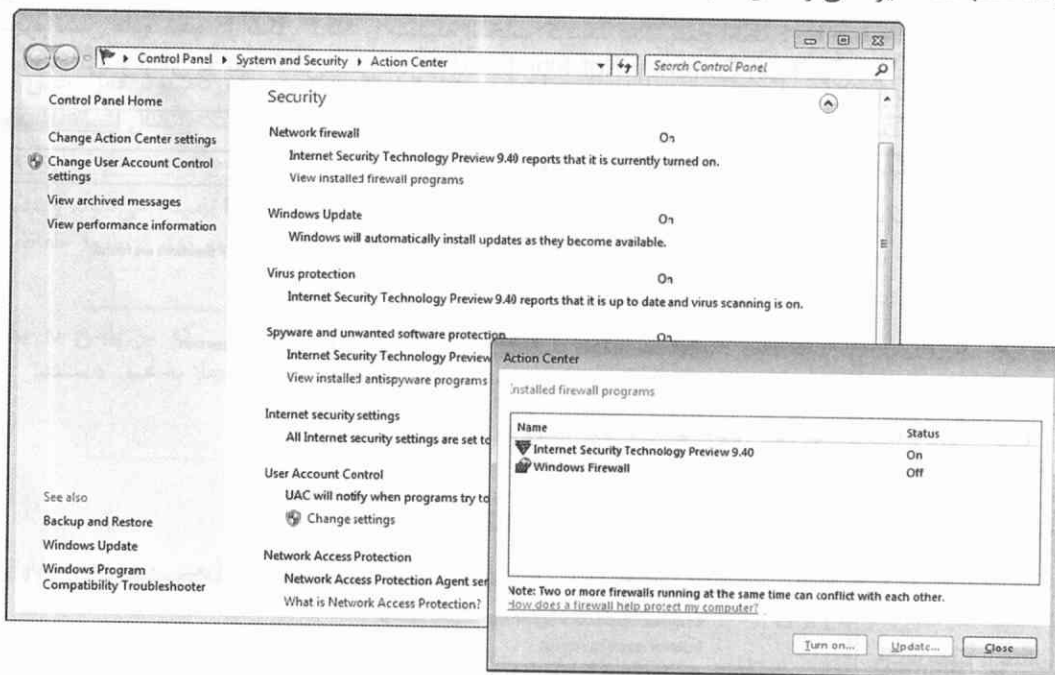 Control Panel ▸ System and Security ▸ Action Center
Search Control Panel
Control Panel Home
Change Action Center settings
Change User Account Control
settings
View archived messages
View performance information
See also
Backup and Restore
Windows Update
Windows Program
Compatibility Troubleshooter
Security
Network firewall On
Internet Security Technology Preview 9.40 reports that it is currently turned on.
View installed firewall programs
Windows Update On
Windows will automatically install updates as they become available.
Virus protection On
Internet Security Technology Preview 9.40 reports that it is up to date and virus scanning is on.
Spyware and unwanted software protection On
Internet Security Technology Preview
View installed antispyware programs
Internet security settings
All Internet security settings are set to
User Account Control
UAC will notify when programs try to
Change settings
Network Access Protection
Network Access Protection Agent ser
What is Network Access Protection?
Action Center
Installed firewall programs
Name Status
Internet Security Technology Preview 9.40 On
Windows Firewall Off
Note: Two or more firewalls running at the same time can conflict with each other.
How does a firewall help protect my computer?
Turn on... Update... Close